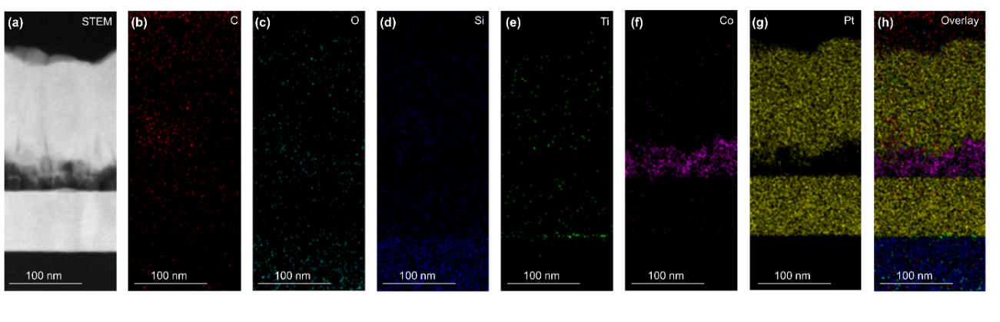 (a) STEM
100 nm
(b) C
100 nm
(c) O
100 nm
(d) Si
100 nm
(e) Ti
100 nm
(f) Co
100 nm
(g) Pt
100 nm
(h) Overlay
100 nm